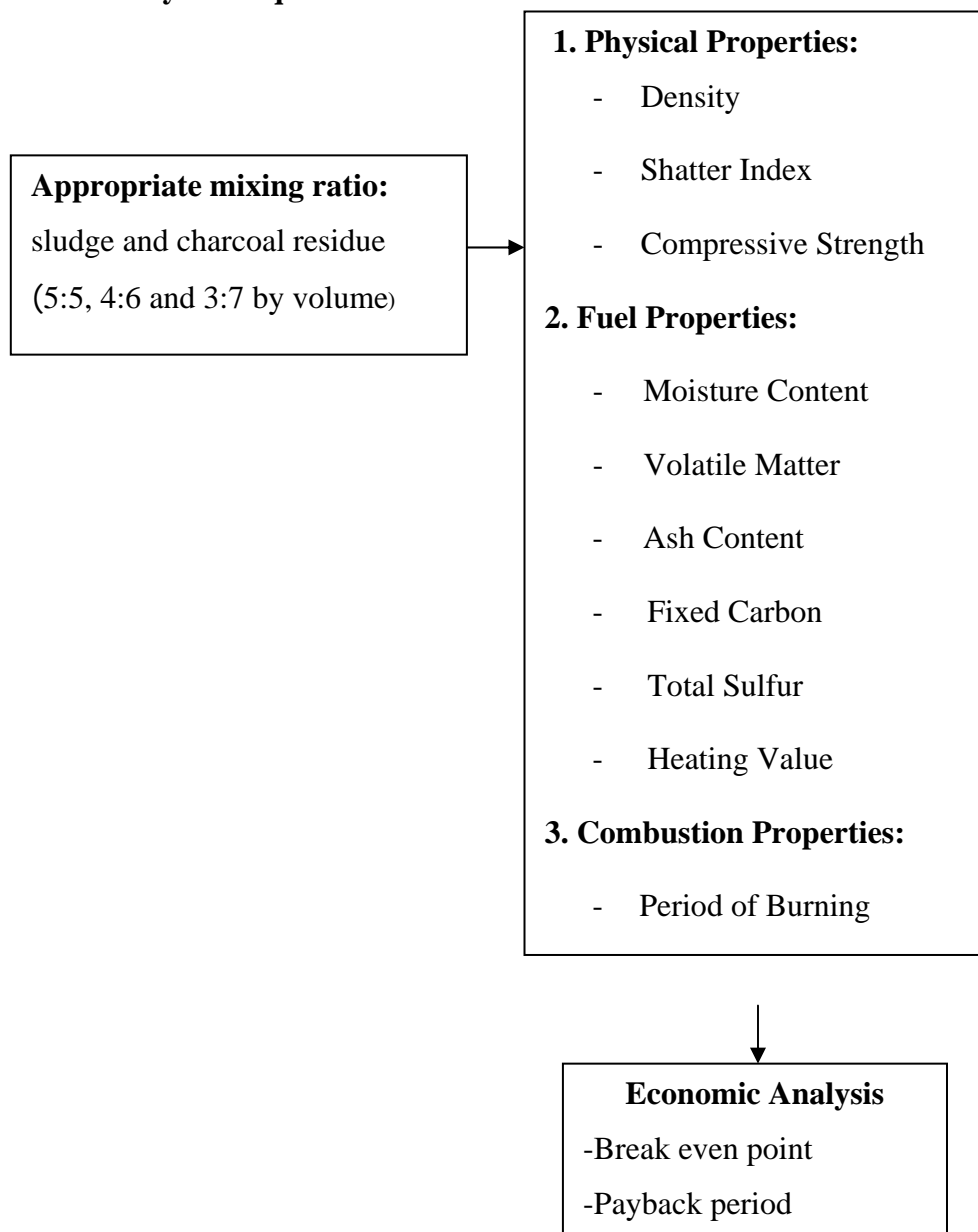 Appropriate mixing ratio:
sludge and charcoal residue
(5:5, 4:6 and 3:7 by volume)
1. Physical Properties:
- Density
- Shatter Index
- Compressive Strength
2. Fuel Properties:
- Moisture Content
- Volatile Matter
- Ash Content
- Fixed Carbon
- Total Sulfur
- Heating Value
3. Combustion Properties:
- Period of Burning
Economic Analysis
-Break even point
-Payback period